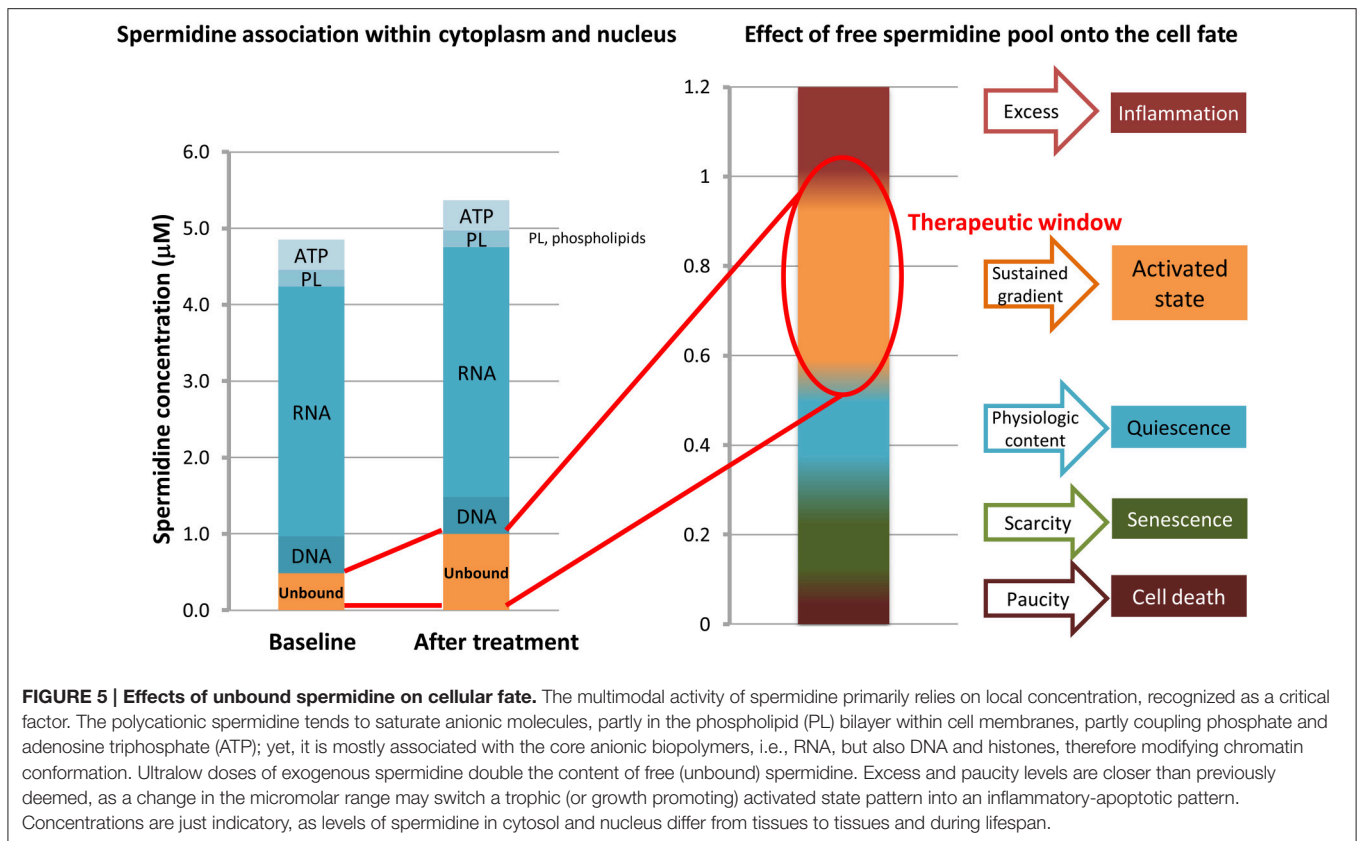 Spermidine association within cytoplasm and nucleus
Spermidine concentration (µM)
6.0
5.0
4.0
3.0
2.0
1.0
0.0
ATP
PL
RNA
DNA
Unbound
Baseline
ATP
PL
PL, phospholipids
RNA
DNA
Unbound
After treatment
Effect of free spermidine pool onto the cell fate
1.2
1
0.8
0.6
0.4
0.2
0
Therapeutic window
Excess
Inflammation
Sustained
gradient
Activated
state
Physiologic
content
Quiescence
Scarcity
Senescence
Paucity
Cell death
FIGURE 5 | Effects of unbound spermidine on cellular fate. The multimodal activity of spermidine primarily relies on local concentration, recognized as a critical
factor. The polycationic spermidine tends to saturate anionic molecules, partly in the phospholipid (PL) bilayer within cell membranes, partly coupling phosphate and
adenosine triphosphate (ATP); yet, it is mostly associated with the core anionic biopolymers, i.e., RNA, but also DNA and histones, therefore modifying chromatin
conformation. Ultralow doses of exogenous spermidine double the content of free (unbound) spermidine. Excess and paucity levels are closer than previously
deemed, as a change in the micromolar range may switch a trophic (or growth promoting) activated state pattern into an inflammatory-apoptotic pattern.
Concentrations are just indicatory, as levels of spermidine in cytosol and nucleus differ from tissues to tissues and during lifespan.